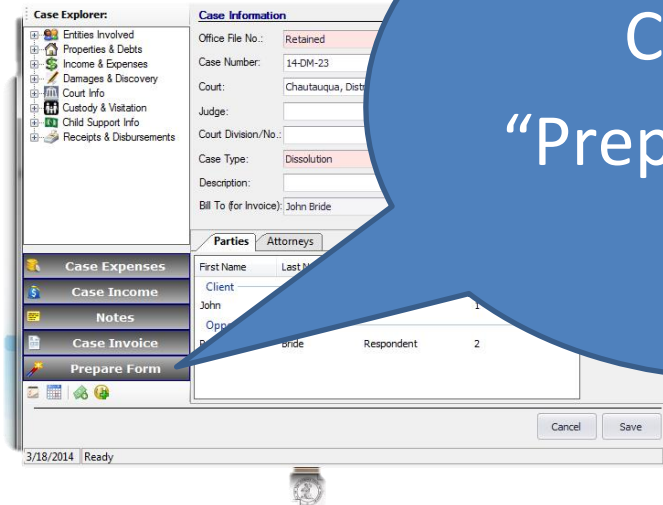 Case Explorer:
Entities Involved
Properties & Debts
Income & Expenses
Damages & Discovery
Court Info
Custody & Visitation
Child Support Info
Receipts & Disbursements
Case Expenses
Case Income
Notes
Case Invoice
Prepare Form
Case Information
Office File No.: Retained
Case Number: 14-DM-23
Court: Chautauqua, Distr
Judge:
Court Division/No.:
Case Type: Dissolution
Description:
Bill To (for Invoice): John Bride
Parties Attorneys
First Name Last N
Client
John 1
Oppo
Bride Respondent 2
Cancel Save
3/18/2014 Ready
C
“Prep